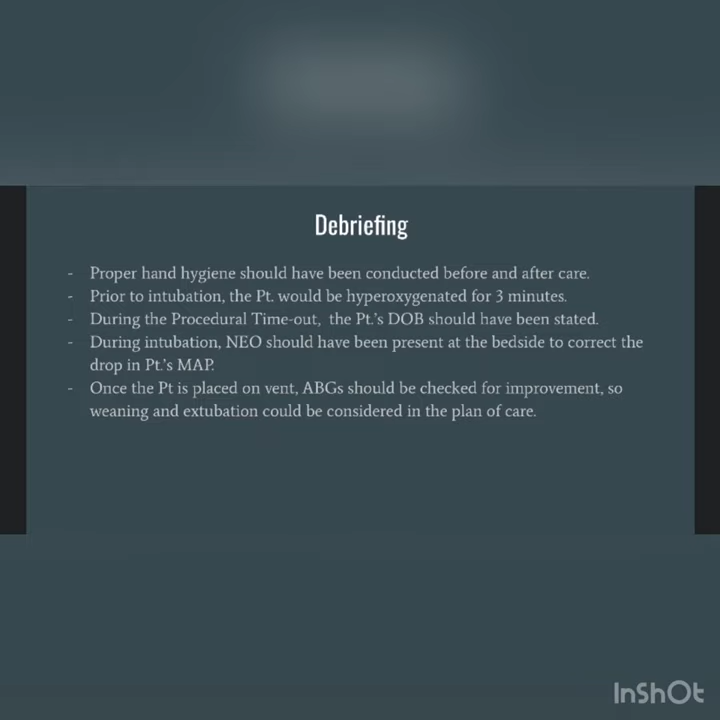 Debriefing
- Proper hand hygiene should have been conducted before and after care.
- Prior to intubation, the Pt. would be hyperoxygenated for 3 minutes.
- During the Procedural Time-out, the Pt.'s DOB should have been stated.
- During intubation, NEO should have been present at the bedside to correct the
drop in Pt.'s MAP.
- Once the Pt is placed on vent, ABGs should be checked for improvement, so
weaning and extubation could be considered in the plan of care.
InShOt